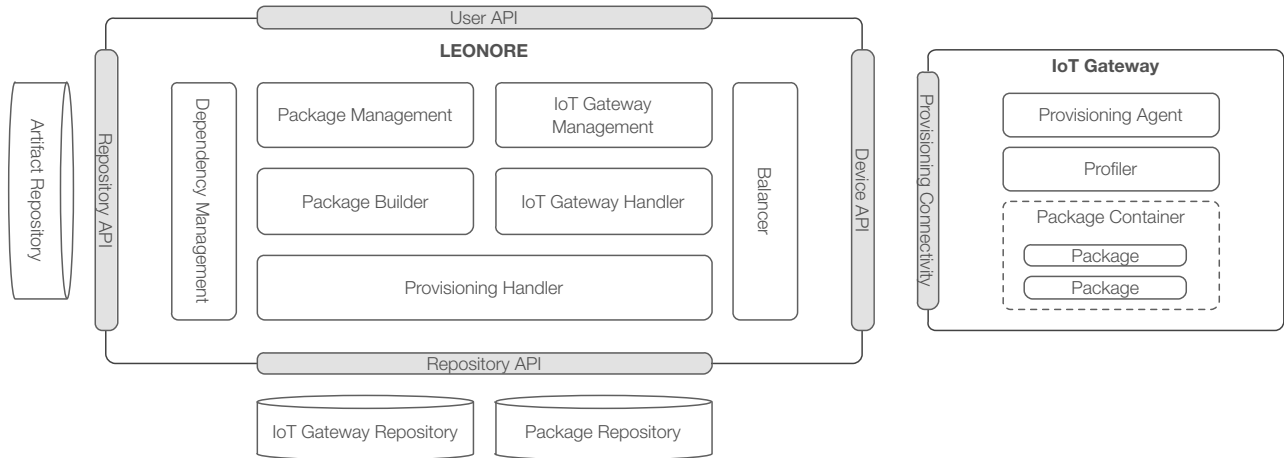 User API
LEONORE
Artifact Repository
Repository API
Dependency Management
Package Management
IoT Gateway
Management
Package Builder
IoT Gateway Handler
Provisioning Handler
Balancer
Device API
Repository API
IoT Gateway Repository
Package Repository
Provisioning Connectivity
IoT Gateway
Provisioning Agent
Profiler
Package Container
Package
Package